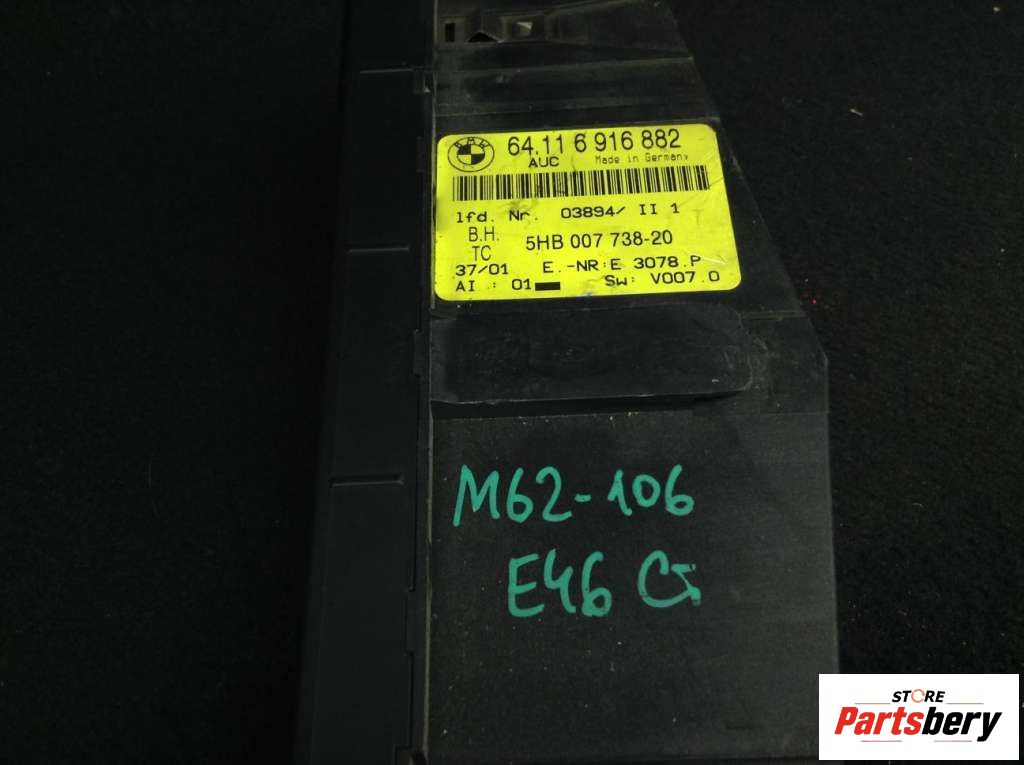 BMW
64.11 6 916 882
AUC Made in Germany
lfd. Nr. 03894/ II 1
B.H. 5HB 007 738-20
TC
37/01 E.-NR:E 3078.P
AI : 01 SW: V007.0
M62-106
E46 G
STORE
Partsbery